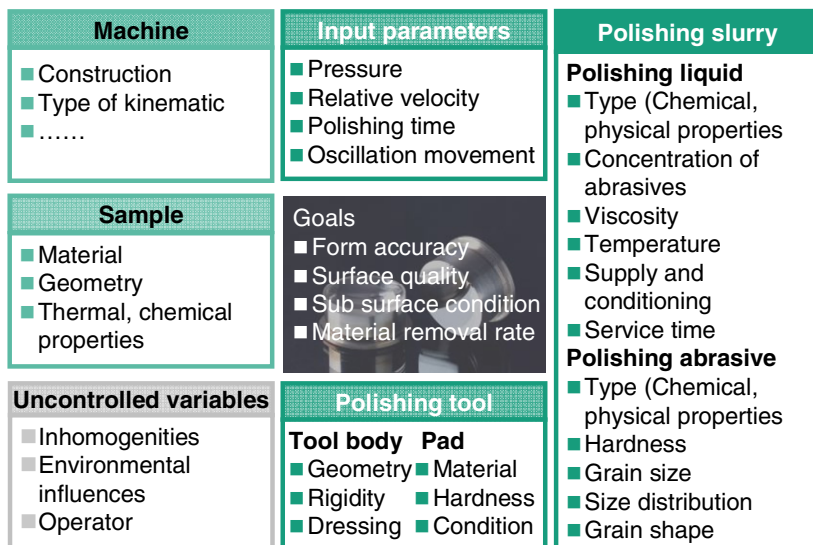 Machine
Construction
Type of kinematic
......
Input parameters
Pressure
Relative velocity
Polishing time
Oscillation movement
Polishing slurry
Polishing liquid
Type (Chemical,
physical properties
Concentration of
abrasives
Viscosity
Temperature
Supply and
conditioning
Service time
Polishing abrasive
Type (Chemical,
physical properties
Hardness
Grain size
Size distribution
Grain shape
Sample
Material
Geometry
Thermal, chemical
properties
Goals
Form accuracy
Surface quality
Sub surface condition
Material removal rate
Uncontrolled variables
Inhomogenities
Environmental
influences
Operator
Polishing tool
Tool body
Geometry
Rigidity
Dressing
Pad
Material
Hardness
Condition